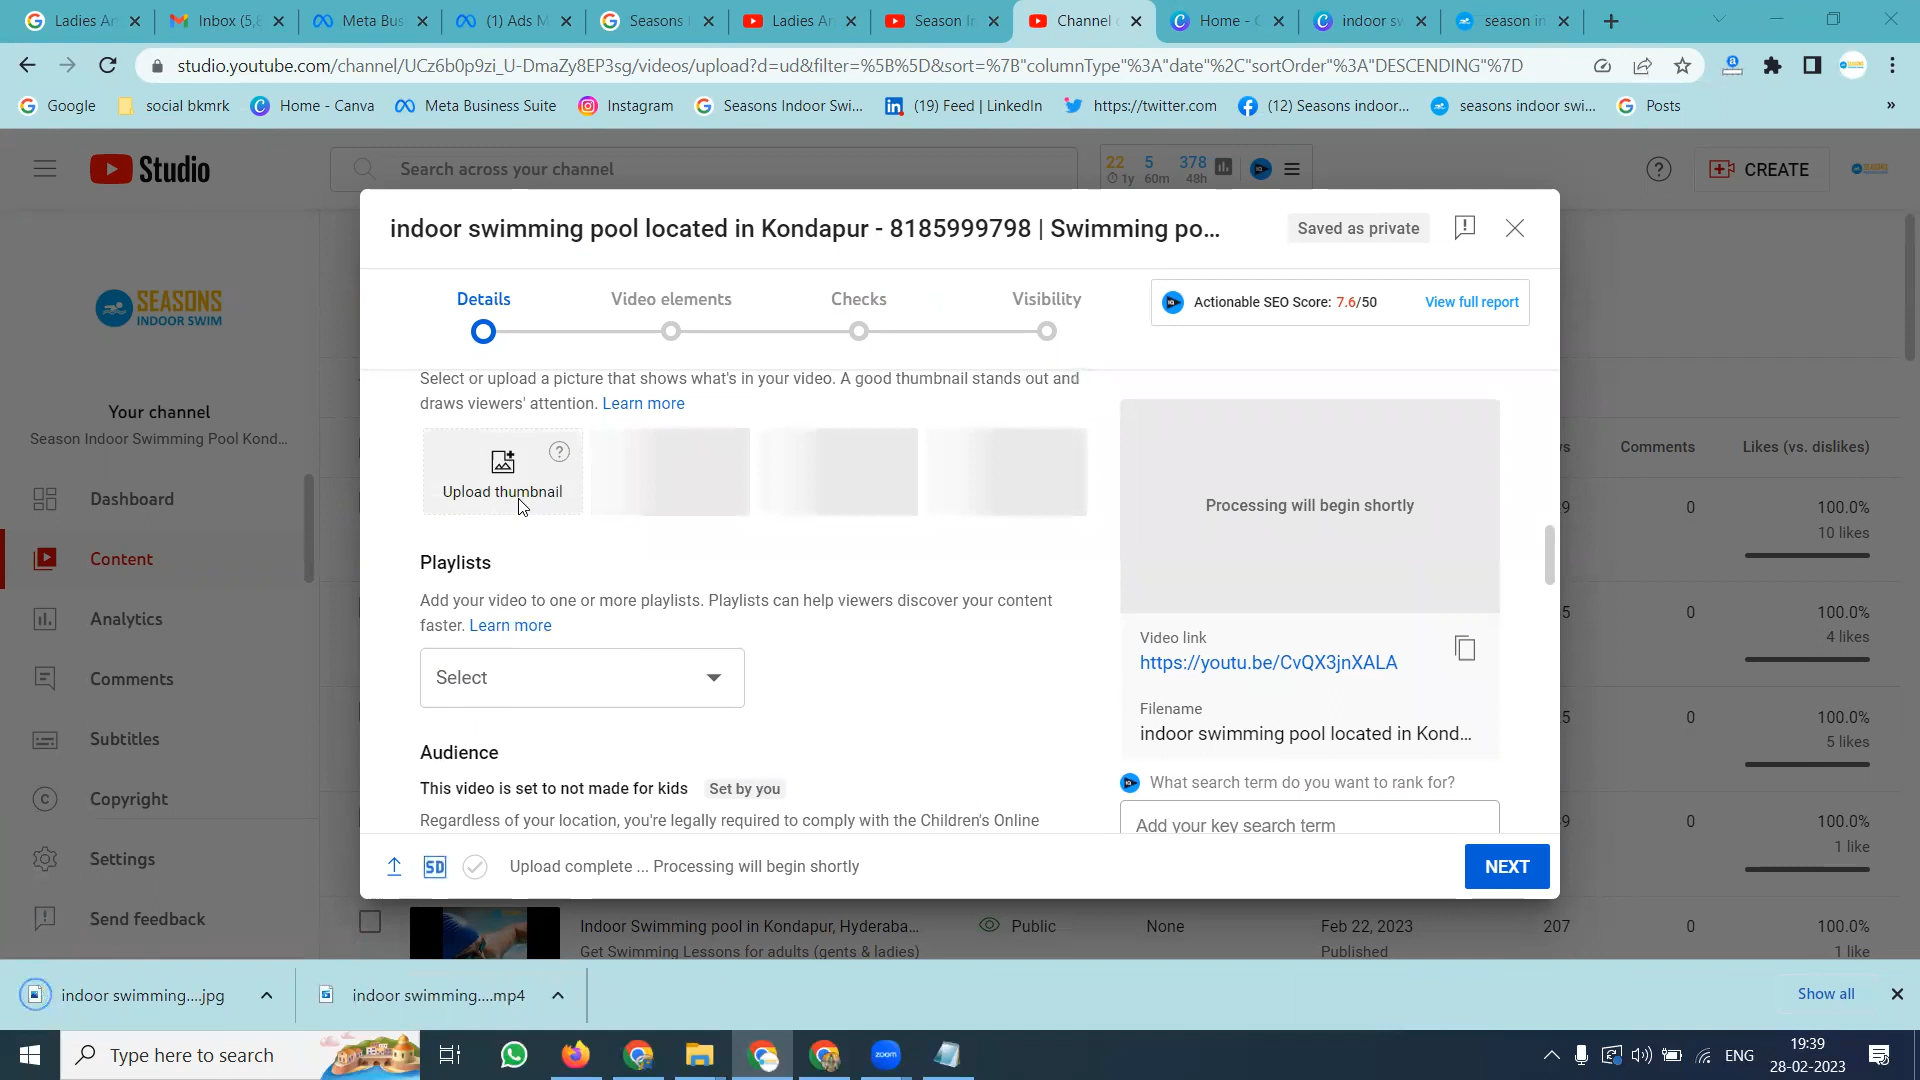 Ladies Ar
Inbox (5,8
Meta Bus
(1) Ads M
Seasons
Ladies Ar
Season In
Channel c
Home - C
indoor sw
season in
studio.youtube.com/channel/UCz6b0p9zi_U-DmaZy8EP3sg/videos/upload?d=ud&filter=%5B%5D&sort=%7B"columnType"%3A"date"%2C"sortOrder"%3A"DESCENDING"%7D
Google
social bkmrk
Home - Canva
Meta Business Suite
Instagram
Seasons Indoor Swi...
(19) Feed | LinkedIn
https://twitter.com
(12) Seasons indoor...
seasons indoor swi...
Posts
»
Studio
Search across your channel
22 5 378
1y 60m 48h
CREATE
indoor swimming pool located in Kondapur - 8185999798 | Swimming po...
Saved as private
Details
Video elements
Checks
Visibility
Actionable SEO Score: 7.6/50
View full report
SEASONS
INDOOR SWIM
Your channel
Season Indoor Swimming Pool Kond...
Dashboard
Content
Analytics
Comments
Subtitles
Copyright
Settings
Send feedback
Select or upload a picture that shows what's in your video. A good thumbnail stands out and
draws viewers' attention. Learn more
Upload thumbnail
Playlists
Add your video to one or more playlists. Playlists can help viewers discover your content
faster. Learn more
Select
Audience
This video is set to not made for kids
Set by you
Regardless of your location, you're legally required to comply with the Children's Online
Processing will begin shortly
Video link
https://youtu.be/CvQX3jnXALA
Filename
indoor swimming pool located in Kond...
What search term do you want to rank for?
Add your key search term
Upload complete ... Processing will begin shortly
NEXT
SD
Comments
Likes (vs. dislikes)
0
100.0%
10 likes
0
100.0%
4 likes
0
100.0%
5 likes
0
100.0%
1 like
Indoor Swimming pool in Kondapur, Hyderaba...
Get Swimming Lessons for adults (gents & ladies)
Public
None
Feb 22, 2023
Published
207
0
100.0%
1 like
indoor swimming....jpg
indoor swimming....mp4
Show all
Type here to search
zoom
ENG
19:39
28-02-2023